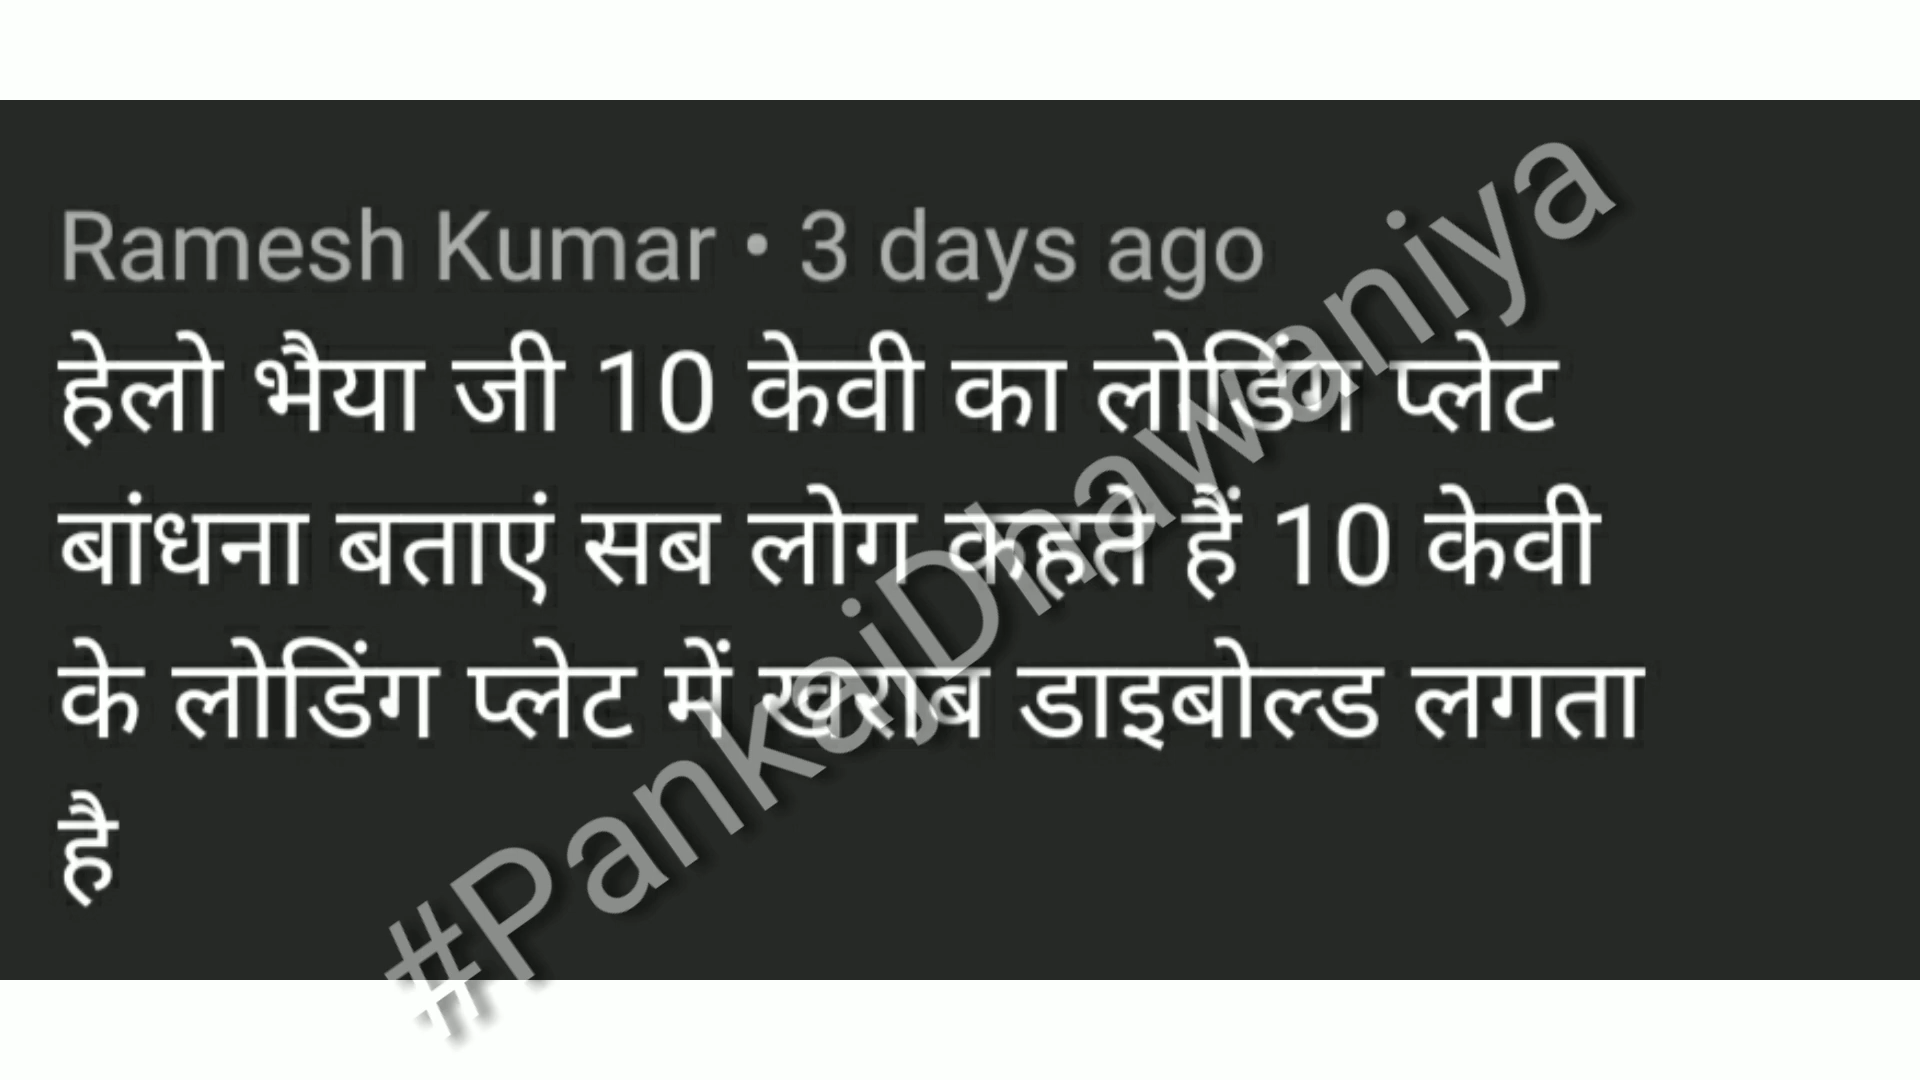 Ramesh Kumar • 3 days ago
हेलो भैया जी 10 केवी का लोडिंग प्लेट
बांधना बताएं सब लोग कहते हैं 10 केवी
के लोडिंग प्लेट में खराब डाइबोल्ड लगता
है
#PankajDhawaniya